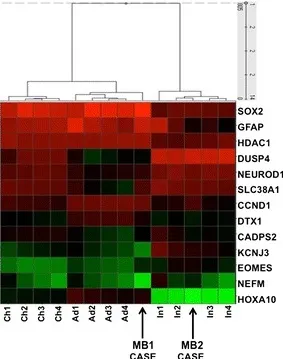 SOX2
GFAP
HDAC1
DUSP4
NEUROD1
SLC38A1
CCND1
DTX1
CADPS2
KCNJ3
EOMES
NEFM
HOXA10
Ch1 Ch2 Ch3 Ch4 Ad1 Ad2 Ad3 Ad4 In1 In2 In3 In4
MB1 MB2
CASE CASE